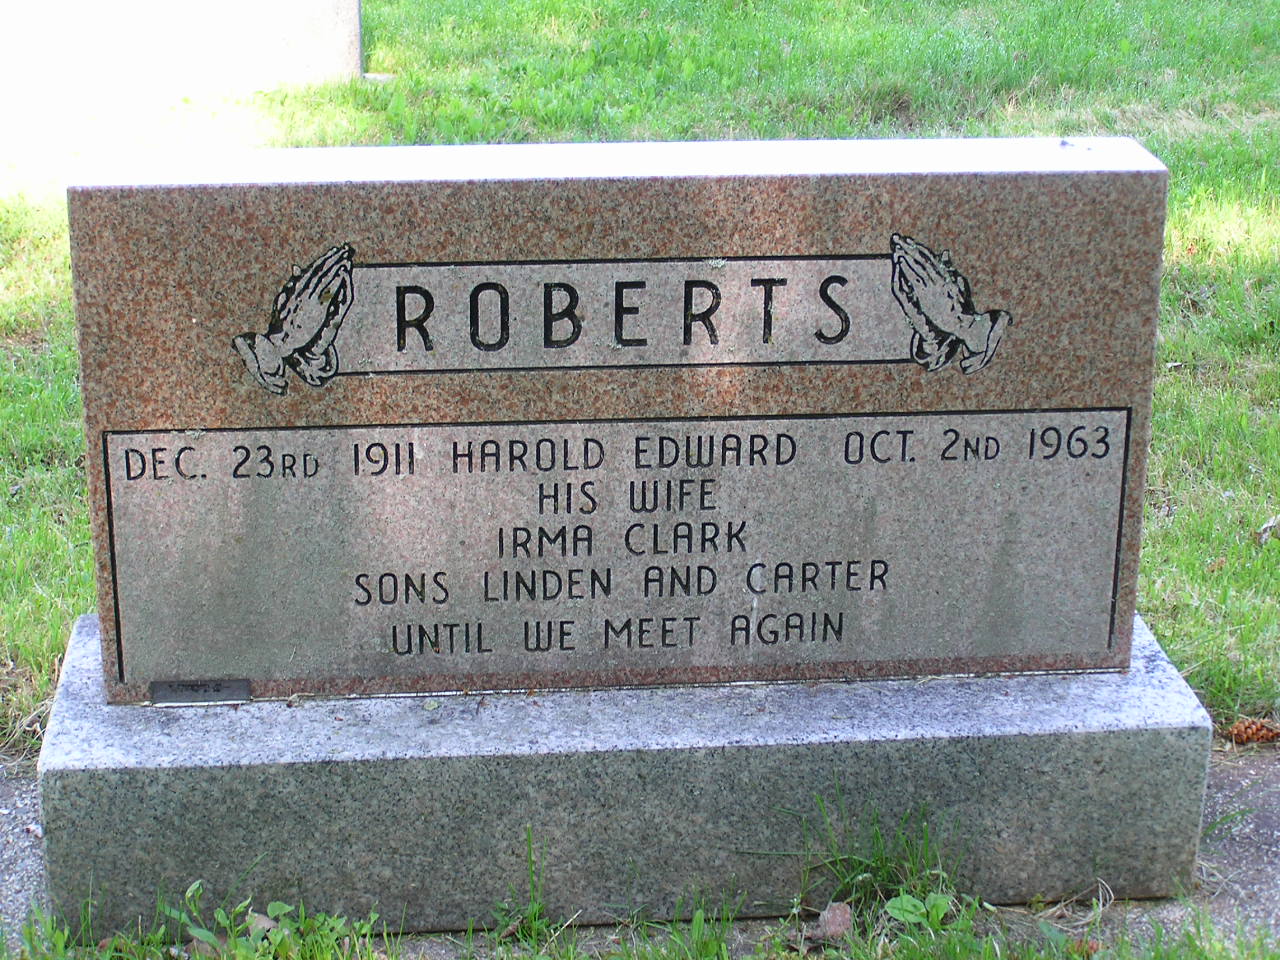 ROBERTS
DEC. 23RD 1911 HAROLD EDWARD OCT. 2ND 1963
HIS WIFE
IRMA CLARK
SONS LINDEN AND CARTER
UNTIL WE MEET AGAIN